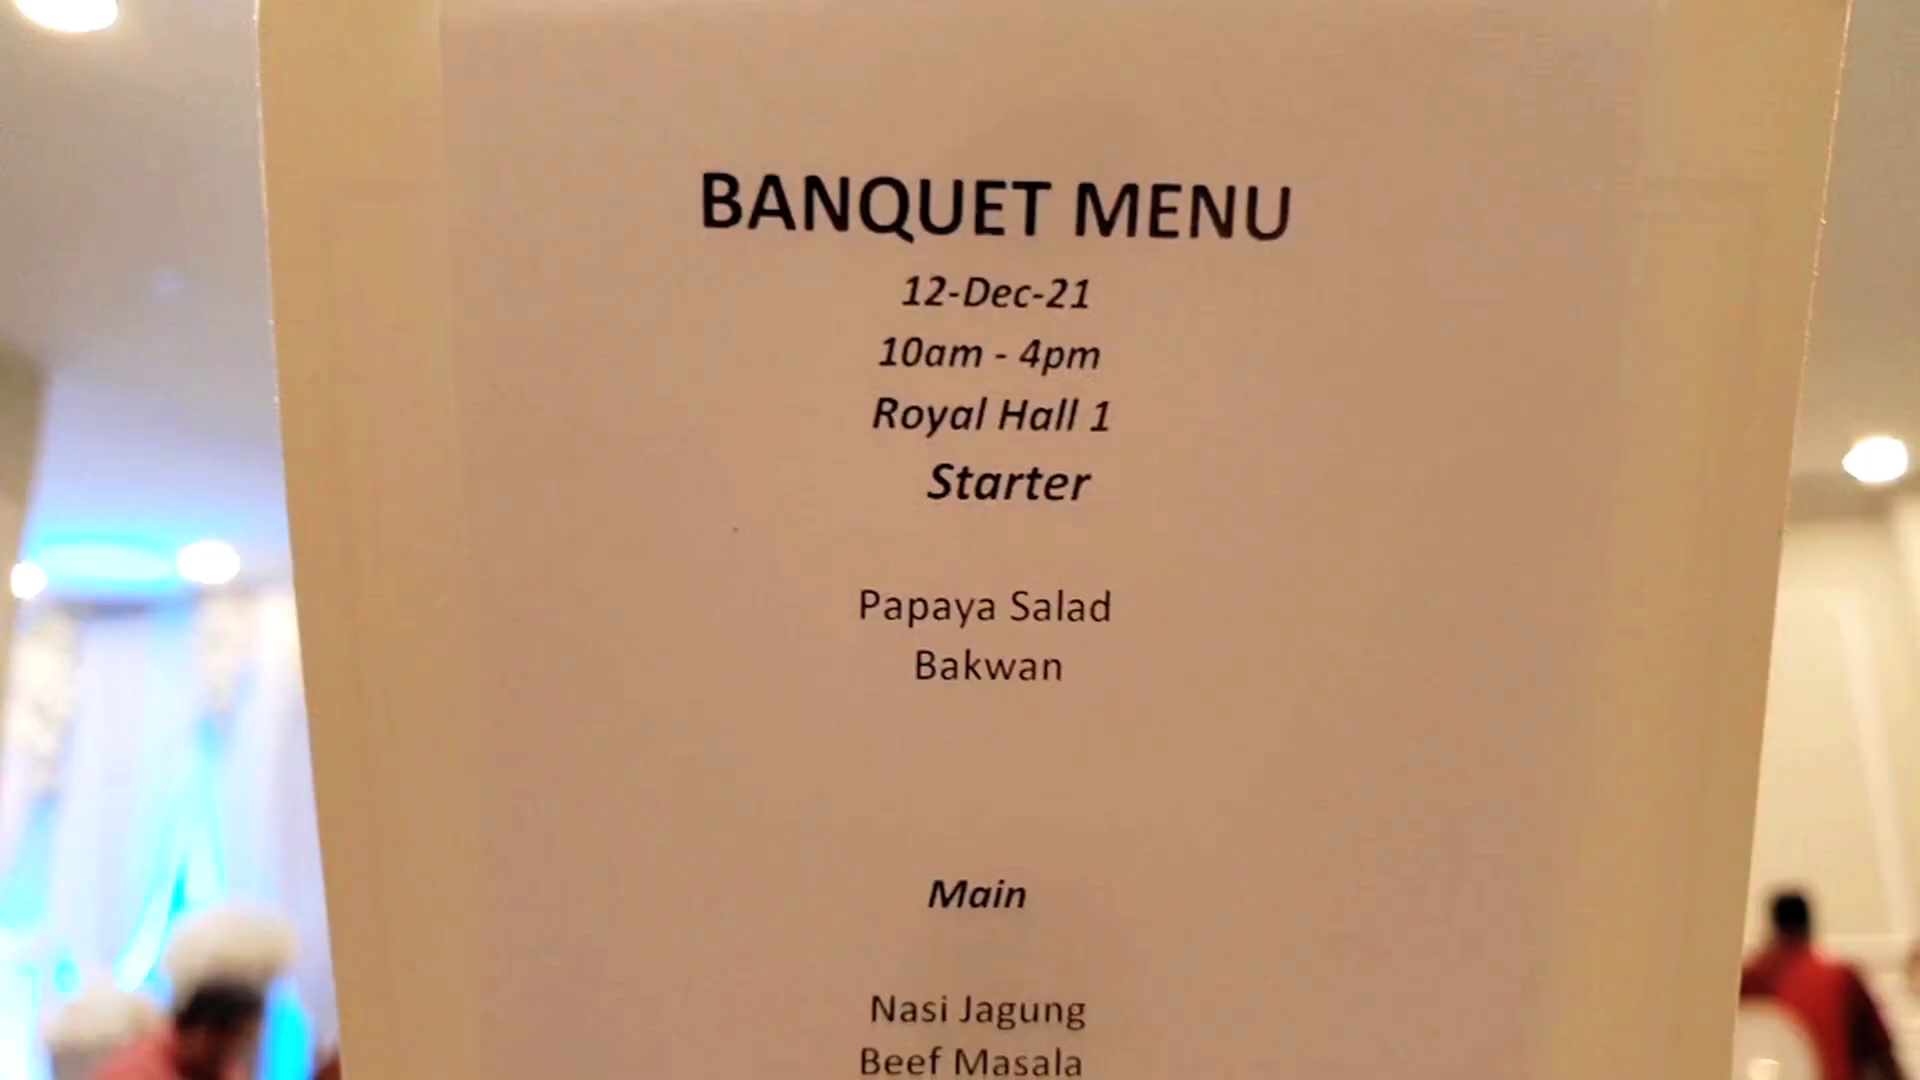 BANQUET MENU
12-Dec-21
10am - 4pm
Royal Hall 1
Starter
Papaya Salad
Bakwan
Main
Nasi Jagung
Beef Masala